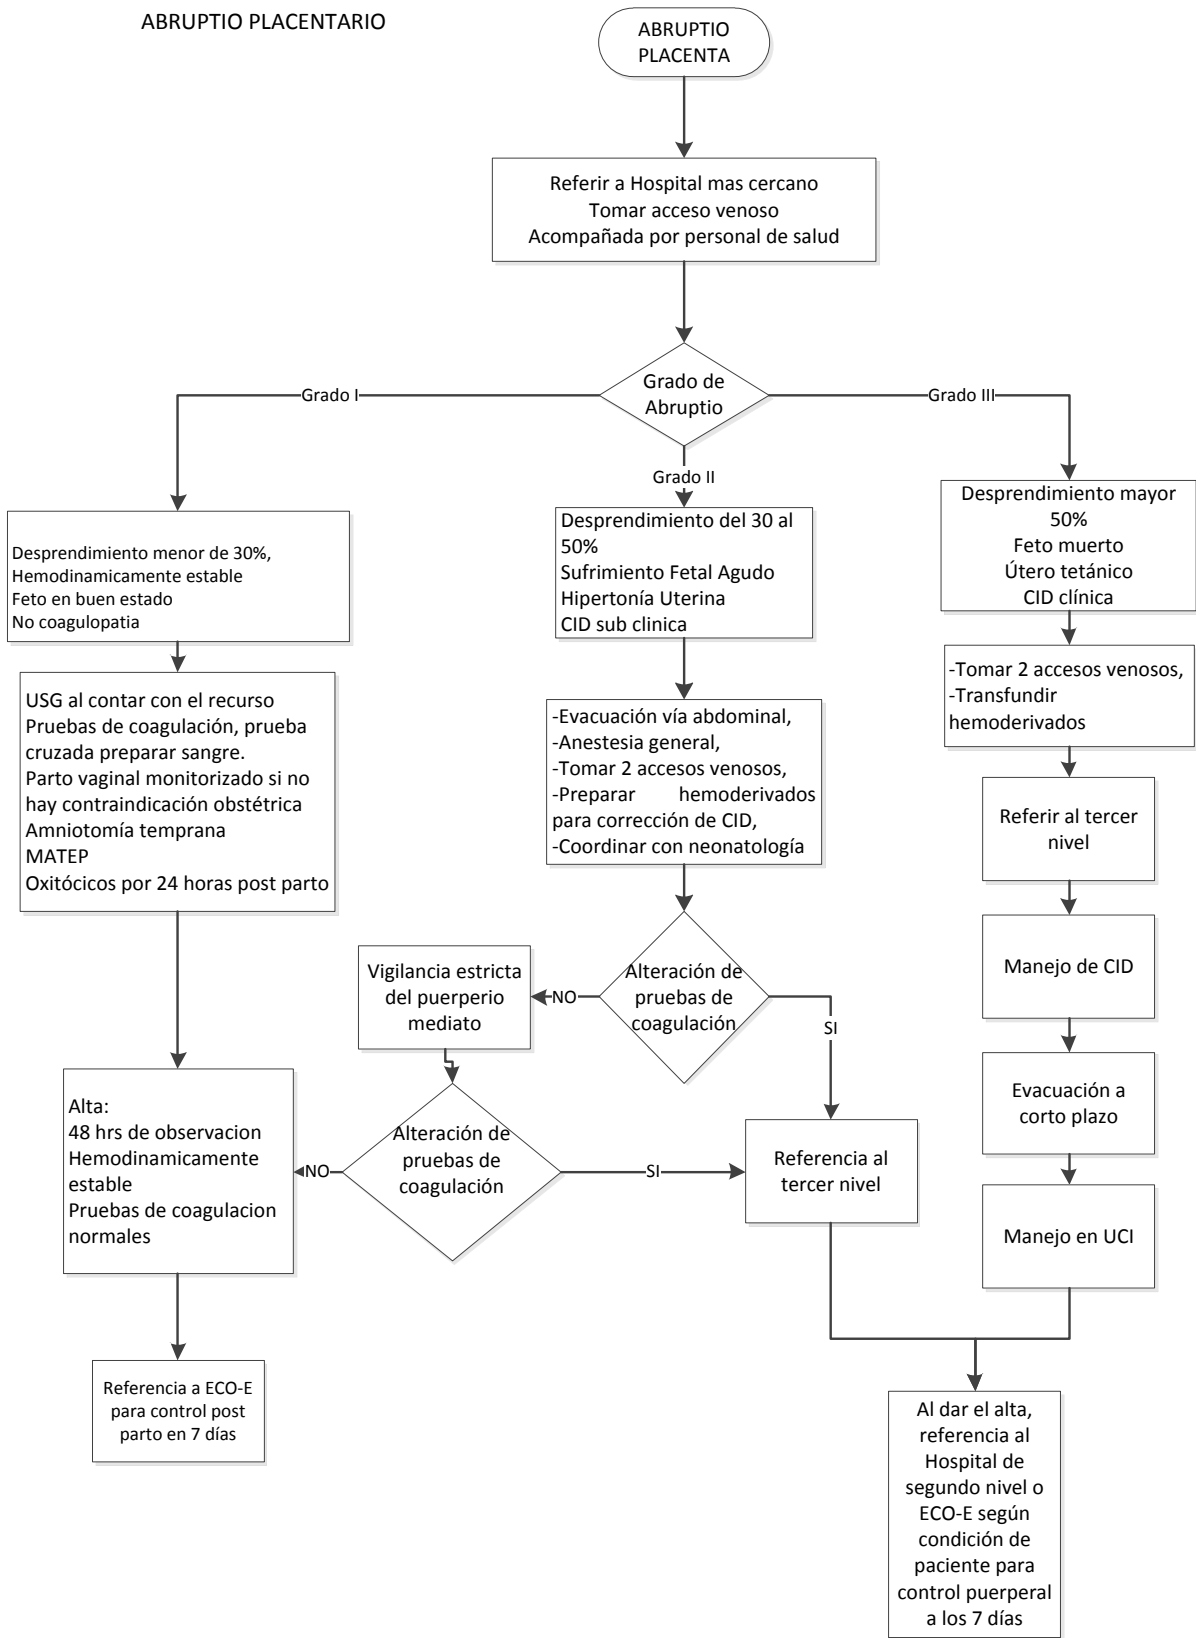 ABRUPTIO PLACENTARIO
ABRUPTIO
PLACENTA
Referir a Hospital mas cercano
Tomar acceso venoso
Acompañada por personal de salud
Grado de
Abruptio
Grado I
Grado II
Grado III
Desprendimiento menor de 30%,
Hemodinamicamente estable
Feto en buen estado
No coagulopatia
USG al contar con el recurso
Pruebas de coagulación, prueba
cruzada preparar sangre.
Parto vaginal monitorizado si no
hay contraindicación obstétrica
Amniotomía temprana
MATEP
Oxitócicos por 24 horas post parto
Desprendimiento del 30 al
50%
Sufrimiento Fetal Agudo
Hipertonía Uterina
CID sub clinica
-Evacuación vía abdominal,
-Anestesia general,
-Tomar 2 accesos venosos,
-Preparar hemoderivados
para corrección de CID,
-Coordinar con neonatología
Desprendimiento mayor
50%
Feto muerto
Útero tetánico
CID clínica
-Tomar 2 accesos venosos,
-Transfundir
hemoderivados
Referir al tercer
nivel
Manejo de CID
Evacuación a
corto plazo
Manejo en UCI
Alteración de
pruebas de
coagulación
NO
SI
Vigilancia estricta
del puerperio
mediato
Alteración de
pruebas de
coagulación
NO
SI
Referencia al
tercer nivel
Alta:
48 hrs de observacion
Hemodinamicamente
estable
Pruebas de coagulacion
normales
Referencia a ECO-E
para control post
parto en 7 días
Al dar el alta,
referencia al
Hospital de
segundo nivel o
ECO-E según
condición de
paciente para
control puerperal
a los 7 días